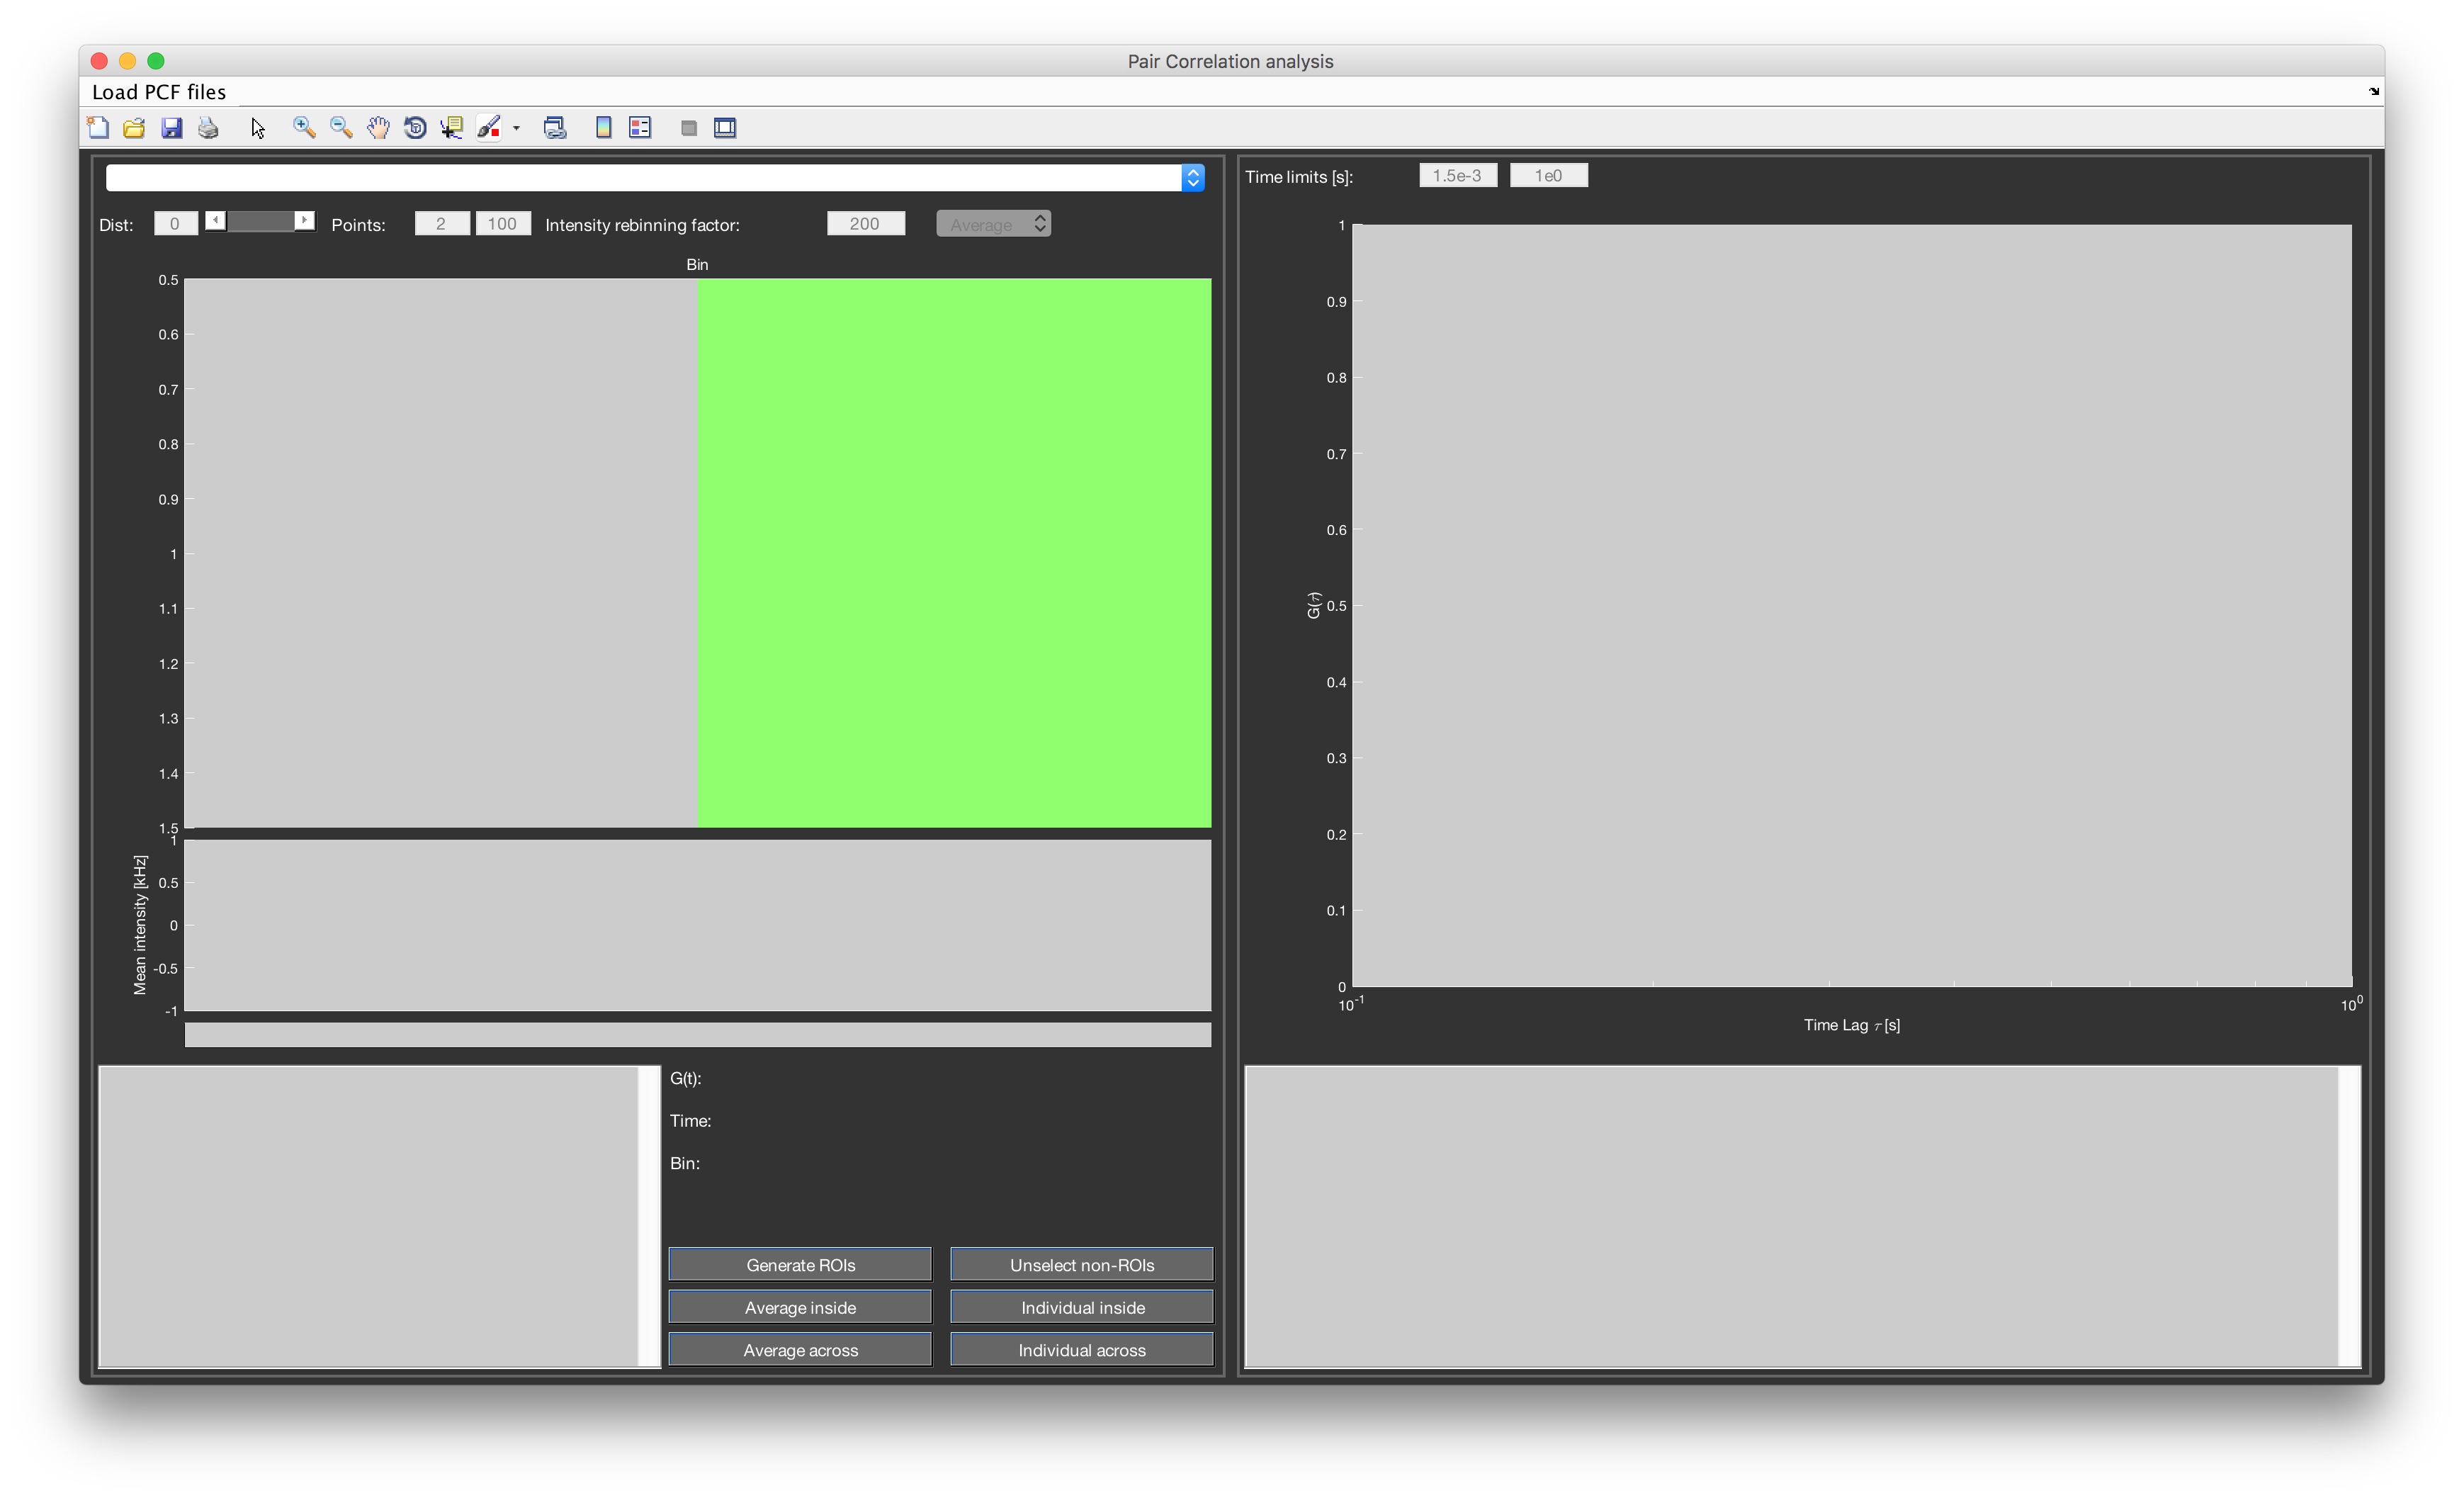 Pair Correlation analysis
Load PCF files
Dist: 0 Points: 2 100 Intensity rebinning factor: 200 Average
Bin
0.5
0.6
0.7
0.8
0.9
1
1.1
1.2
1.3
1.4
1.5
Mean intensity [kHz]
1
0.5
0
-0.5
-1
G(t):
Time:
Bin:
Generate ROIs Unselect non-ROIs
Average inside Individual inside
Average across Individual across
Time limits [s]: 1.5e-3 1e0
G(τ)
1
0.9
0.8
0.7
0.6
0.5
0.4
0.3
0.2
0.1
0
10⁻¹ 10⁰
Time Lag τ [s]